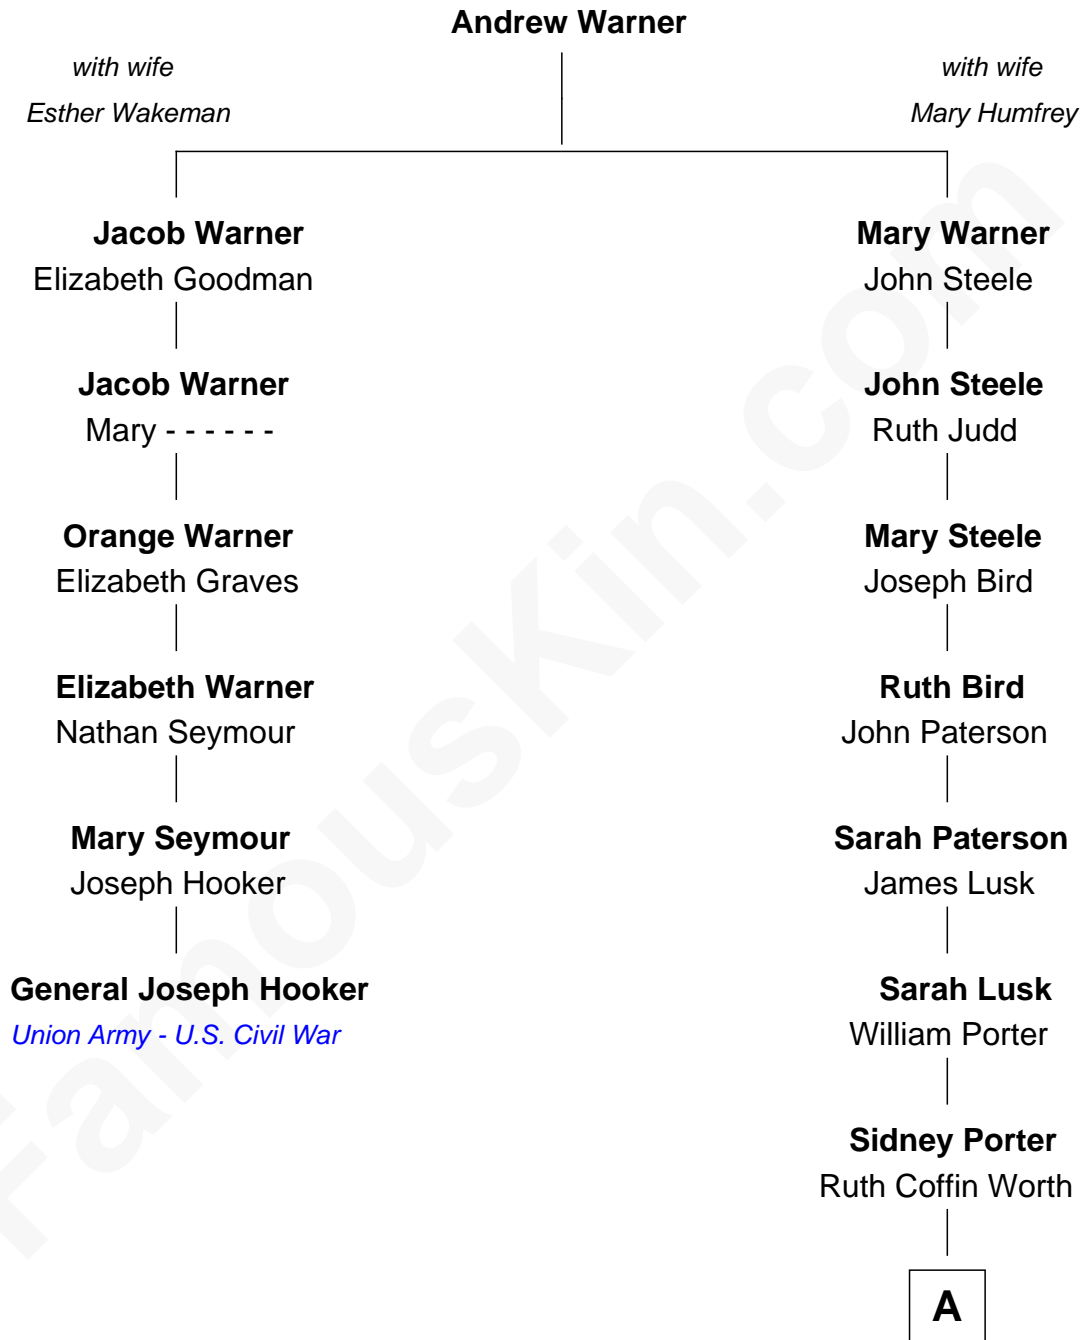 Andrew Warner
with wife
Esther Wakeman
with wife
Mary Humfrey
Jacob Warner
Elizabeth Goodman
Jacob Warner
Mary - - - - - -
Orange Warner
Elizabeth Graves
Elizabeth Warner
Nathan Seymour
Mary Seymour
Joseph Hooker
General Joseph Hooker
Union Army - U.S. Civil War
Mary Warner
John Steele
John Steele
Ruth Judd
Mary Steele
Joseph Bird
Ruth Bird
John Paterson
Sarah Paterson
James Lusk
Sarah Lusk
William Porter
Sidney Porter
Ruth Coffin Worth
A
FamousKin.com